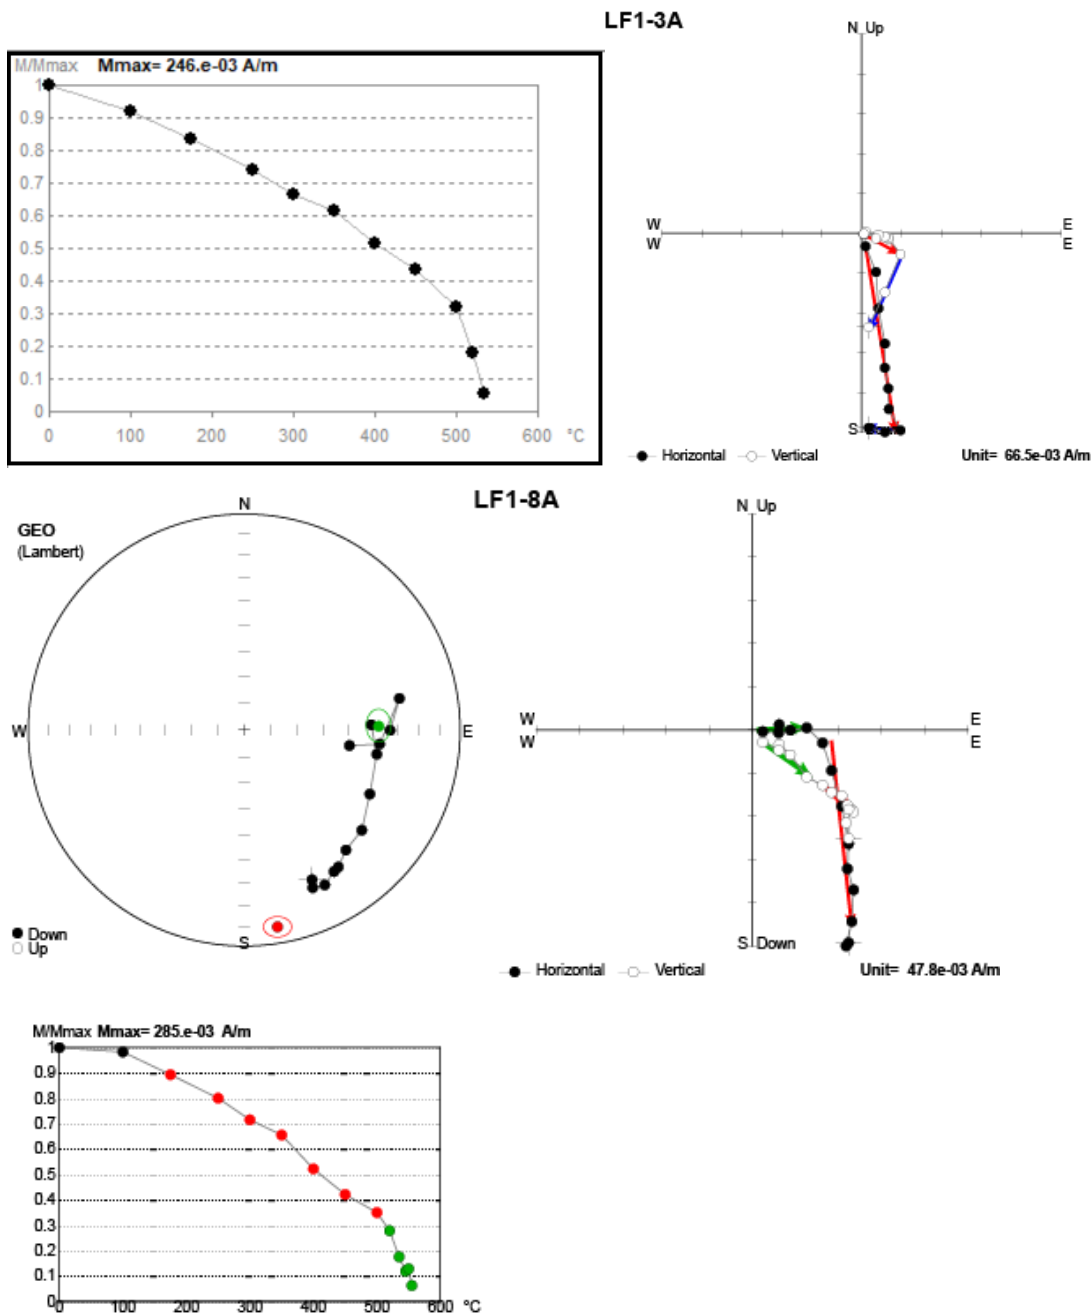 LF1-3A
M/Mmax Mmax= 246.e-03 A/m
1
0.9
0.8
0.7
0.6
0.5
0.4
0.3
0.2
0.1
0
0 100 200 300 400 500 600 °C
N Up
W E
W E
S
Horizontal Vertical Unit= 66.5e-03 A/m
LF1-8A
GEO
(Lambert)
N
W E
S
Down
Up
N Up
W E
W E
S Down
Horizontal Vertical Unit= 47.8e-03 A/m
M/Mmax Mmax= 285.e-03 A/m
1
0.9
0.8
0.7
0.6
0.5
0.4
0.3
0.2
0.1
0
0 100 200 300 400 500 600 °C